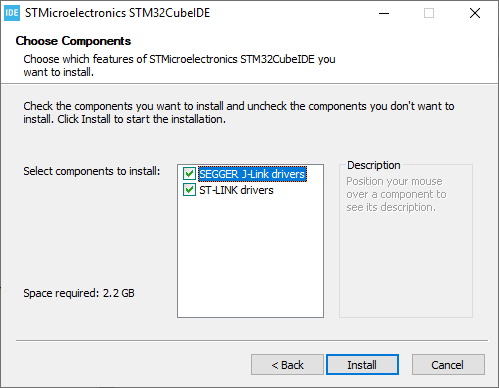 IDE STMicroelectronics STM32CubeIDE
Choose Components
Choose which features of STMicroelectronics STM32CubeIDE you
want to install.
Check the components you want to install and uncheck the components you don't want to
install. Click Install to start the installation.
Select components to install:
SEGGER J-Link drivers
ST-LINK drivers
Description
Position your mouse
over a component to
see its description.
Space required: 2.2 GB
< Back
Install
Cancel